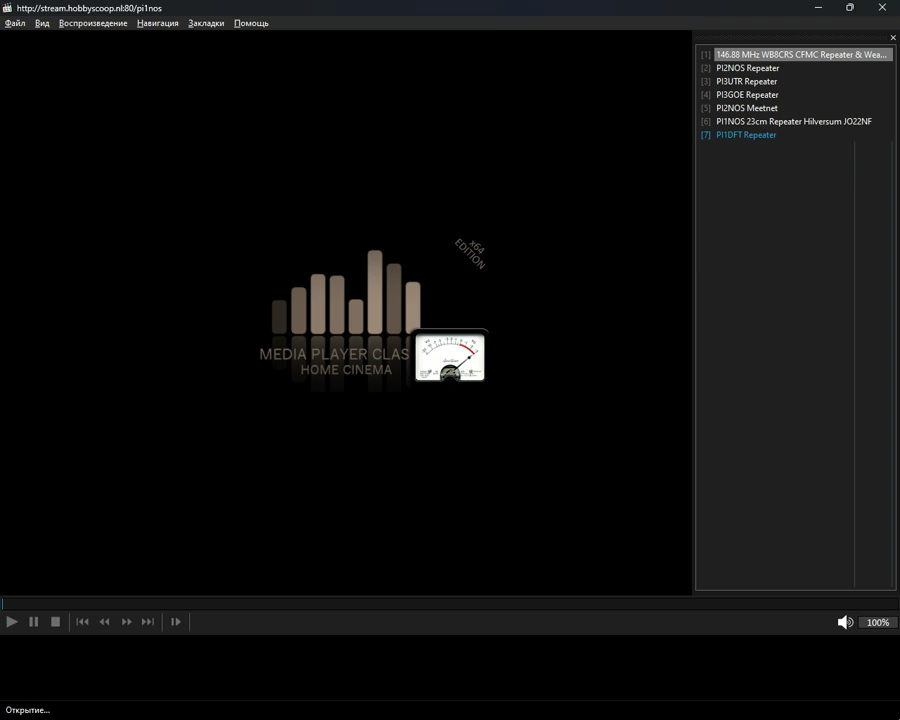 http://stream.hobbyscoop.nl:80/pi1nos
Файл Вид Воспроизведение Навигация Закладки Помощь
[1] 146.88 MHz WB8CRS CFMC Repeater & Wea...
[2] PI2NOS Repeater
[3] PI3UTR Repeater
[4] PI3GOE Repeater
[5] PI2NOS Meetnet
[6] PI1NOS 23cm Repeater Hilversum JO22NF
[7] PI1DFT Repeater
x64
EDITION
MEDIA PLAYER CLAS
HOME CINEMA
100%
Открытие...